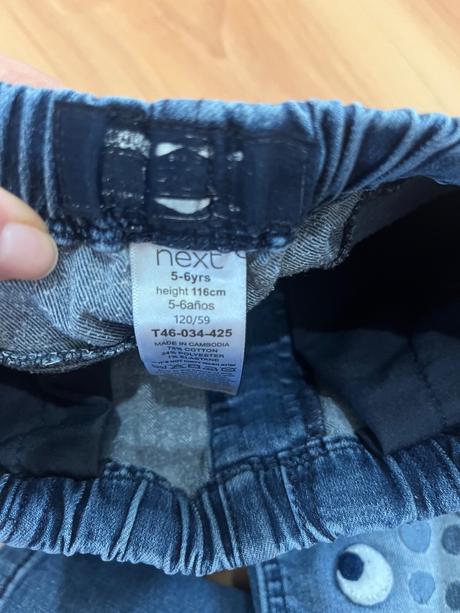 next
5-6yrs
height 116cm
5-6años
120/59
T46-034-425
MADE IN CAMBODIA
75% COTTON
24% POLYESTER
1% ELASTANE